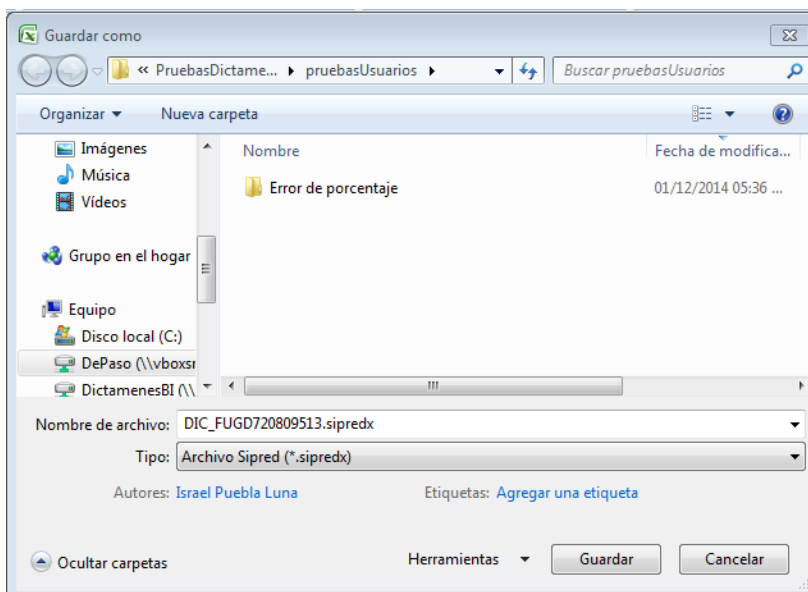 Guardar como
« PruebasDictame... pruebasUsuarios
Buscar pruebasUsuarios
Organizar Nueva carpeta
Imágenes
Música
Vídeos
Grupo en el hogar
Equipo
Disco local (C:)
DePaso (\\vboxsr
DictamenesBI (\\
Nombre Fecha de modifica...
Error de porcentaje 01/12/2014 05:36 ...
Nombre de archivo: DIC_FUGD720809513.sipredx
Tipo: Archivo Sipred (*.sipredx)
Autores: Israel Puebla Luna Etiquetas: Agregar una etiqueta
Ocultar carpetas Herramientas Guardar Cancelar